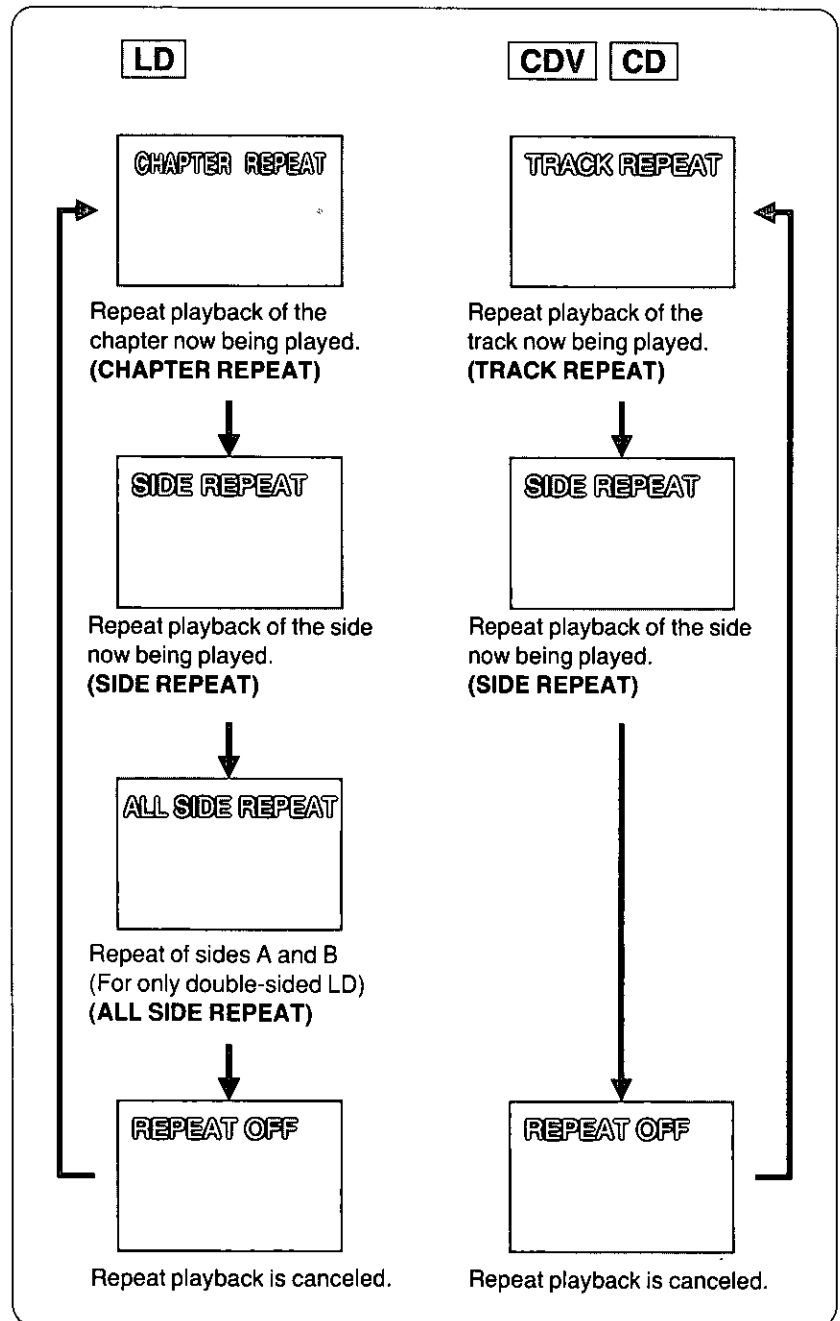 LD
CHAPTER REPEAT
Repeat playback of the
chapter now being played.
(CHAPTER REPEAT)
SIDE REPEAT
Repeat playback of the side
now being played.
(SIDE REPEAT)
ALL SIDE REPEAT
Repeat of sides A and B
(For only double-sided LD)
(ALL SIDE REPEAT)
REPEAT OFF
Repeat playback is canceled.
CDV CD
TRACK REPEAT
Repeat playback of the
track now being played.
(TRACK REPEAT)
SIDE REPEAT
Repeat playback of the side
now being played.
(SIDE REPEAT)
REPEAT OFF
Repeat playback is canceled.